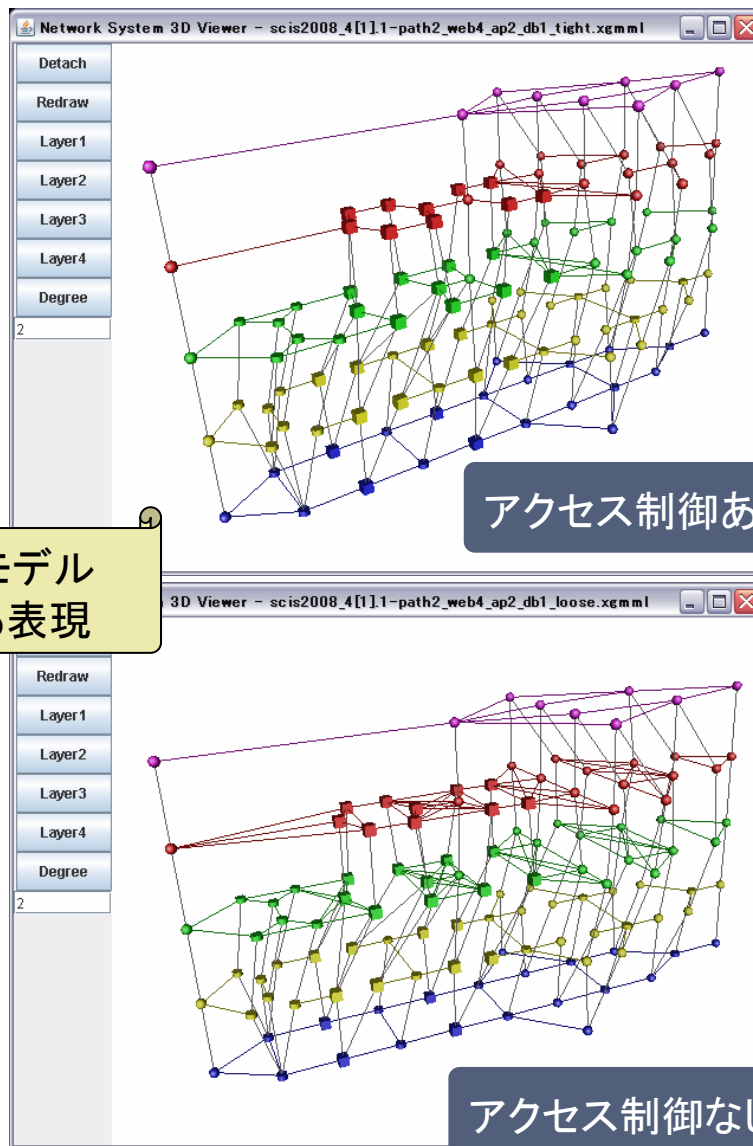 Network System 3D Viewer - scis2008_4[1].1-path2_web4_ap2_db1_tight.xgmml
Detach
Redraw
Layer1
Layer2
Layer3
Layer4
Degree
2
アクセス制御あ
モデル
る表現
3D Viewer - scis2008_4[1].1-path2_web4_ap2_db1_loose.xgmml
Redraw
Layer1
Layer2
Layer3
Layer4
Degree
2
アクセス制御な